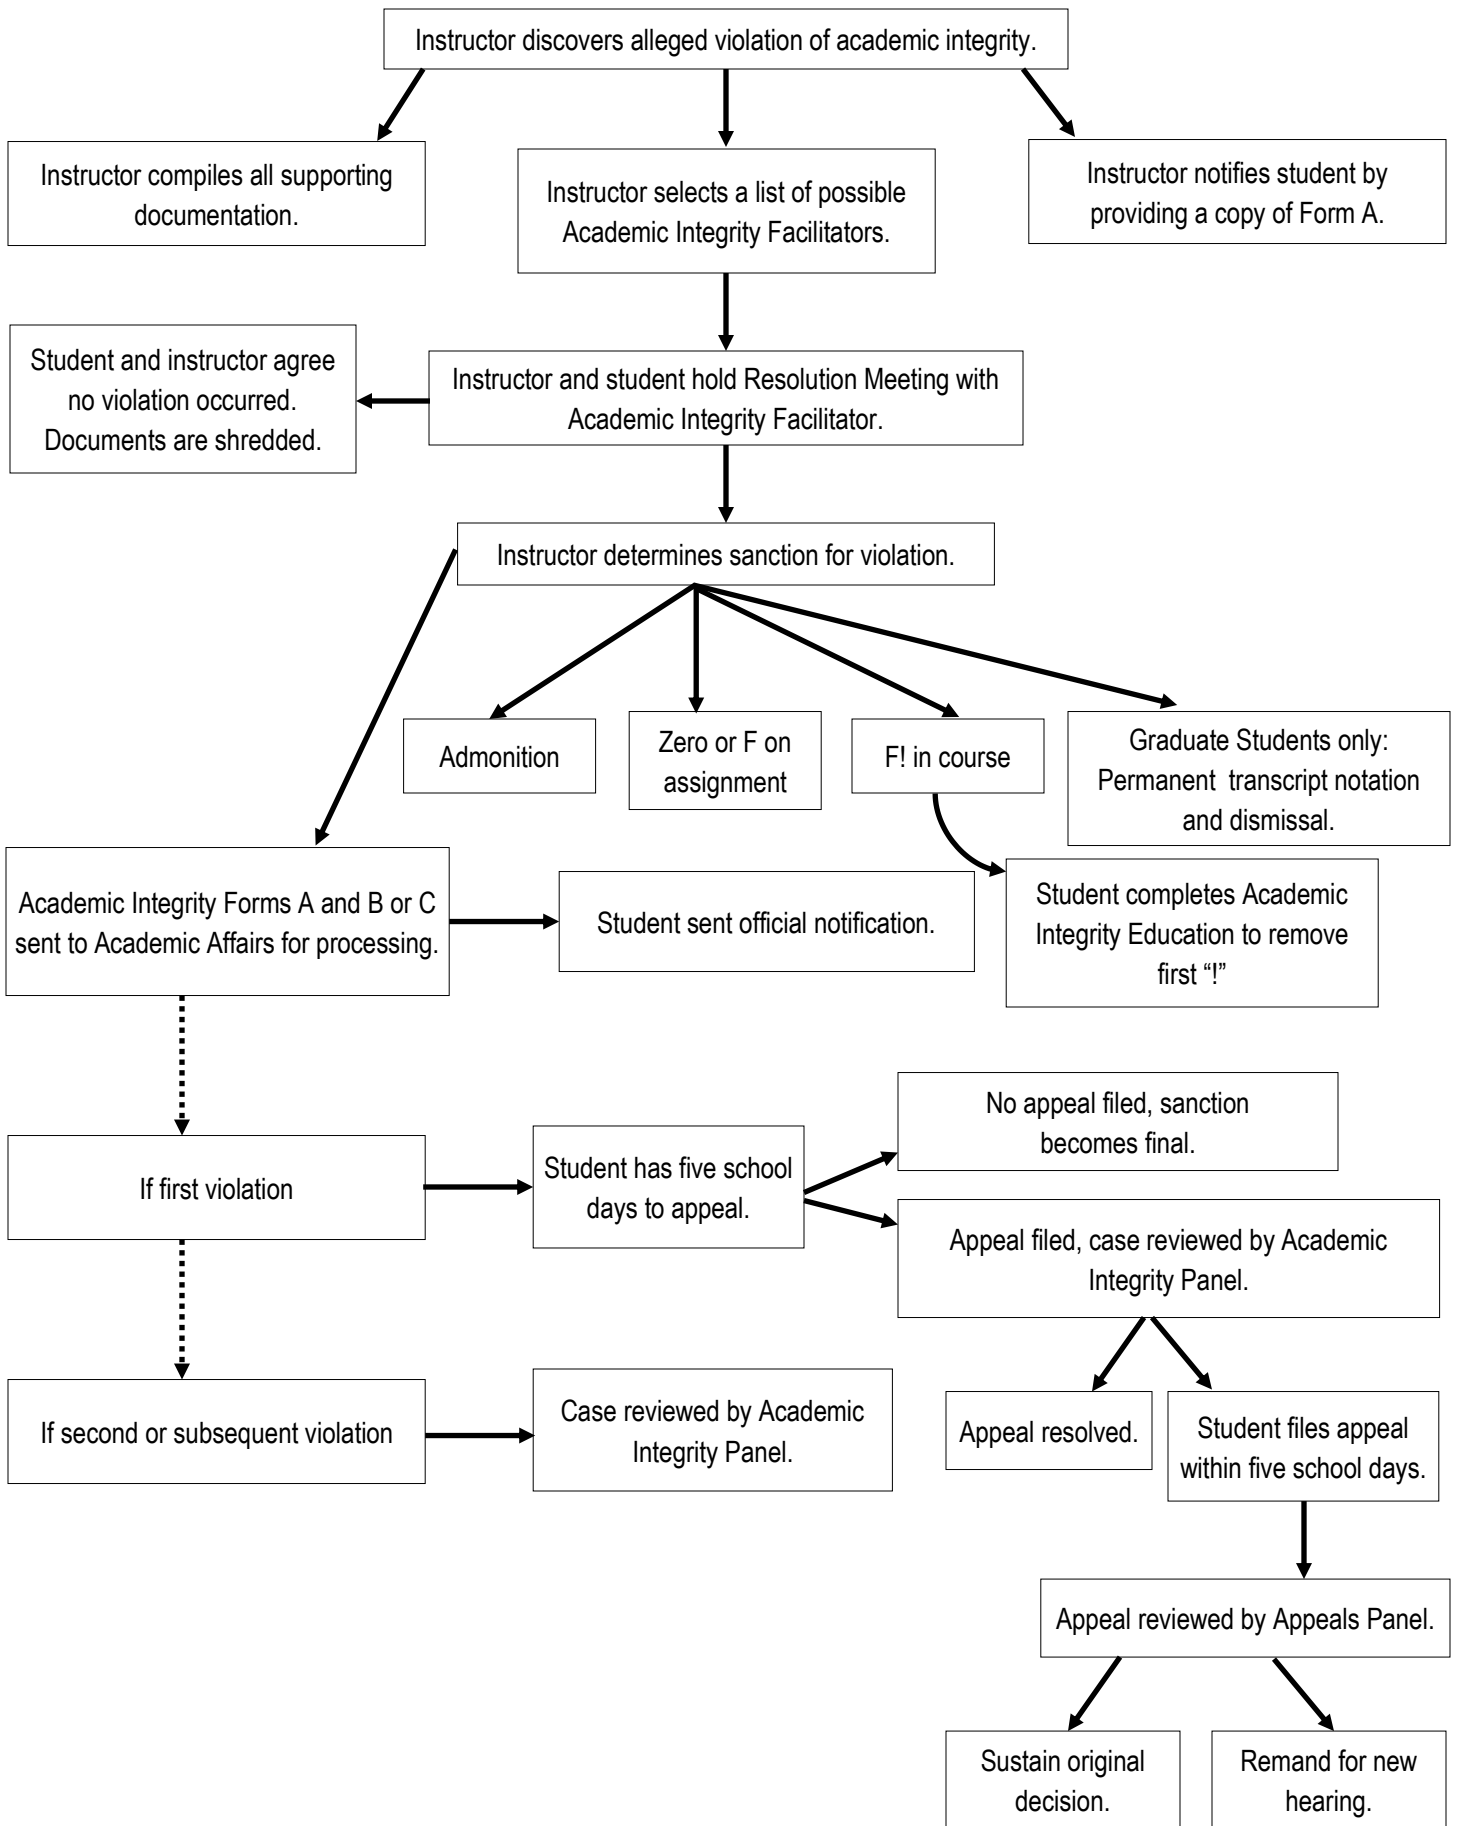 Instructor discovers alleged violation of academic integrity.
Instructor compiles all supporting
documentation.
Instructor selects a list of possible
Academic Integrity Facilitators.
Instructor notifies student by
providing a copy of Form A.
Student and instructor agree
no violation occurred.
Documents are shredded.
Instructor and student hold Resolution Meeting with
Academic Integrity Facilitator.
Instructor determines sanction for violation.
Admonition
Zero or F on
assignment
F! in course
Graduate Students only:
Permanent transcript notation
and dismissal.
Academic Integrity Forms A and B or C
sent to Academic Affairs for processing.
Student sent official notification.
Student completes Academic
Integrity Education to remove
first “!”
If first violation
Student has five school
days to appeal.
No appeal filed, sanction
becomes final.
Appeal filed, case reviewed by Academic
Integrity Panel.
If second or subsequent violation
Case reviewed by Academic
Integrity Panel.
Appeal resolved.
Student files appeal
within five school days.
Appeal reviewed by Appeals Panel.
Sustain original
decision.
Remand for new
hearing.